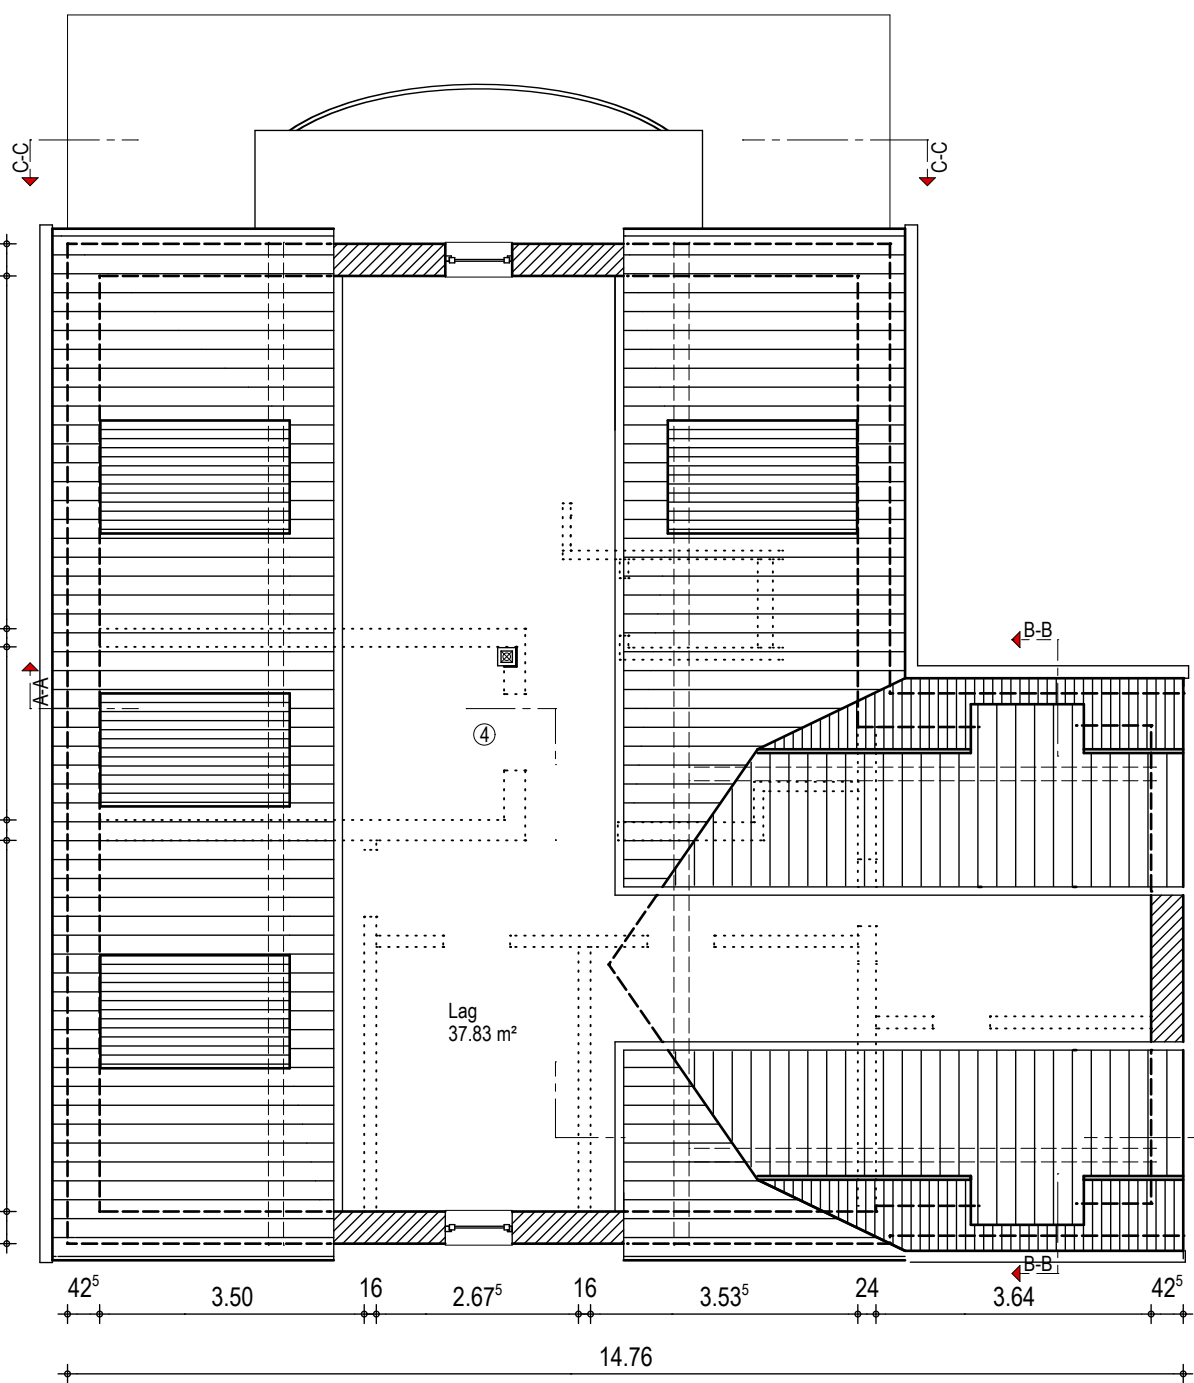 C-C
C-C
B-B
A-A
4
Lag
37.83 m²
B-B
42⁵ 3.50 16 2.67⁵ 16 3.53⁵ 24 3.64 42⁵
14.76